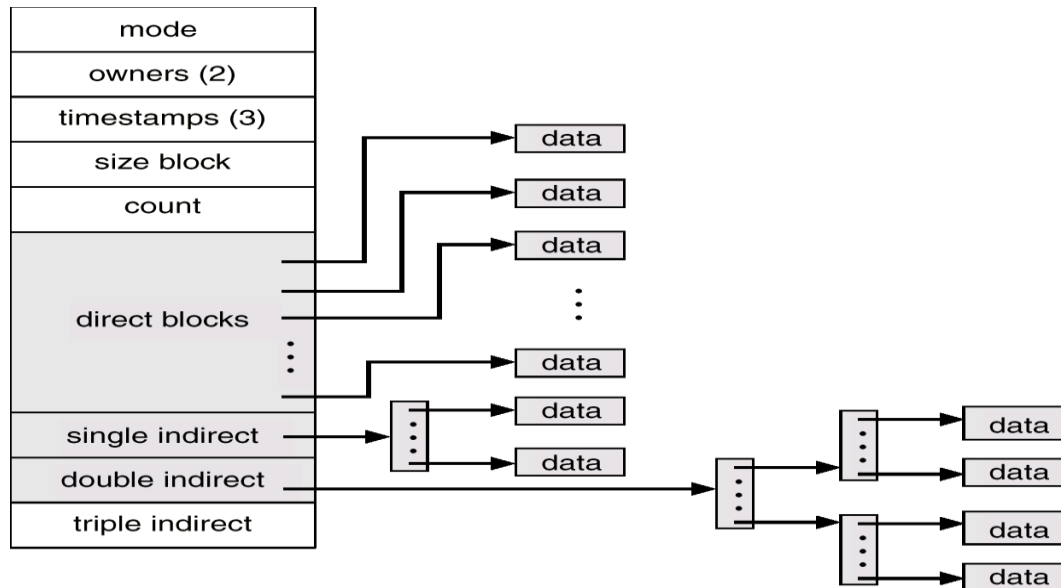 mode
owners (2)
timestamps (3)
size block
count
direct blocks
single indirect
double indirect
triple indirect
data
data
data
data
data
data
data
data
data
data